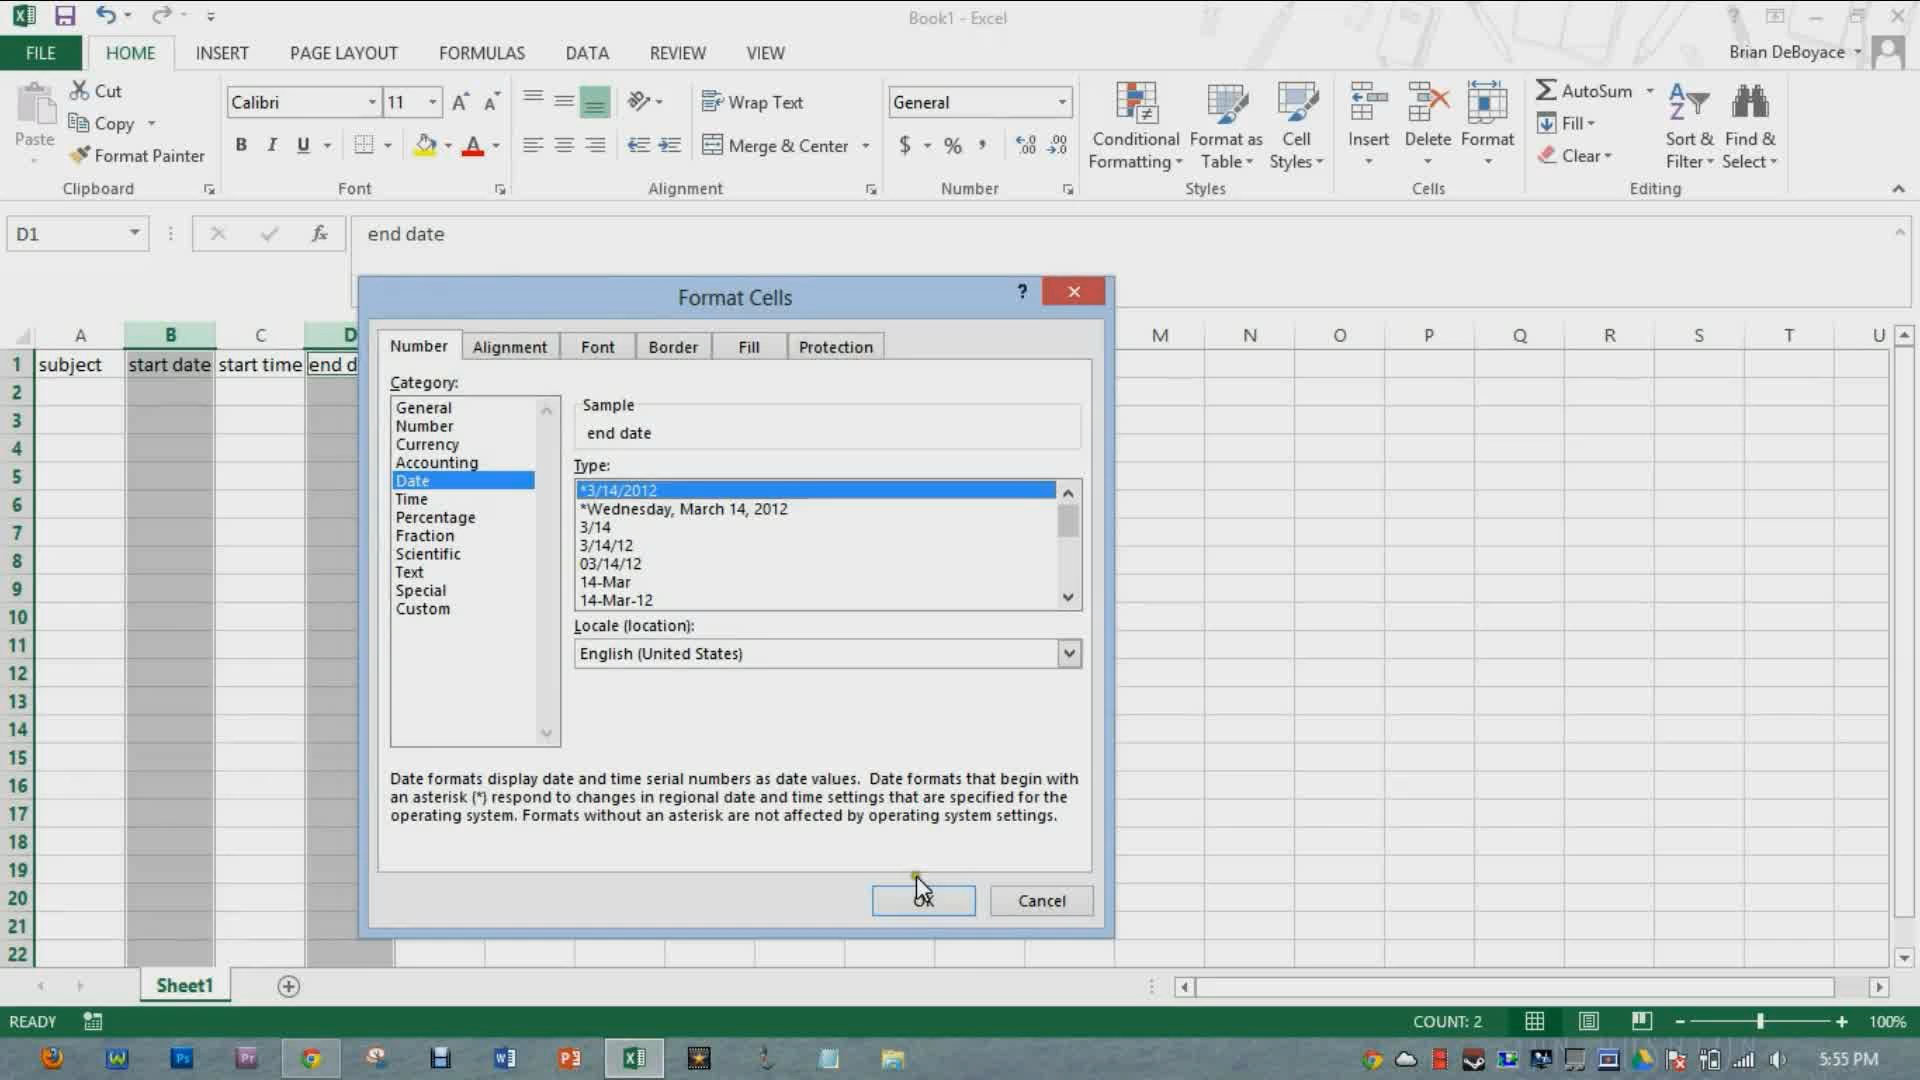 Book1 - Excel
?
FILE HOME INSERT PAGE LAYOUT FORMULAS DATA REVIEW VIEW Brian DeBoyace
Paste Cut Copy Format Painter Clipboard
Calibri 11 A A B I U A Font
Wrap Text Merge & Center Alignment
General $ % , .00 Number
Conditional Formatting Format as Table Cell Styles Styles
Insert Delete Format Cells
AutoSum Fill Clear Sort & Filter Find & Select Editing
D1 fx end date
Format Cells ?
A B C D M N O P Q R S T U
1 subject start date start time end d
2
3
4
5
6
7
8
9
10
11
12
13
14
15
16
17
18
19
20
21
22
Number Alignment Font Border Fill Protection
Category:
General
Number
Currency
Accounting
Date
Time
Percentage
Fraction
Scientific
Text
Special
Custom
Sample
end date
Type:
*3/14/2012
*Wednesday, March 14, 2012
3/14
3/14/12
03/14/12
14-Mar
14-Mar-12
Locale (location):
English (United States)
Date formats display date and time serial numbers as date values. Date formats that begin with
an asterisk (*) respond to changes in regional date and time settings that are specified for the
operating system. Formats without an asterisk are not affected by operating system settings.
OK Cancel
Sheet1
READY COUNT: 2 100%
5:55 PM